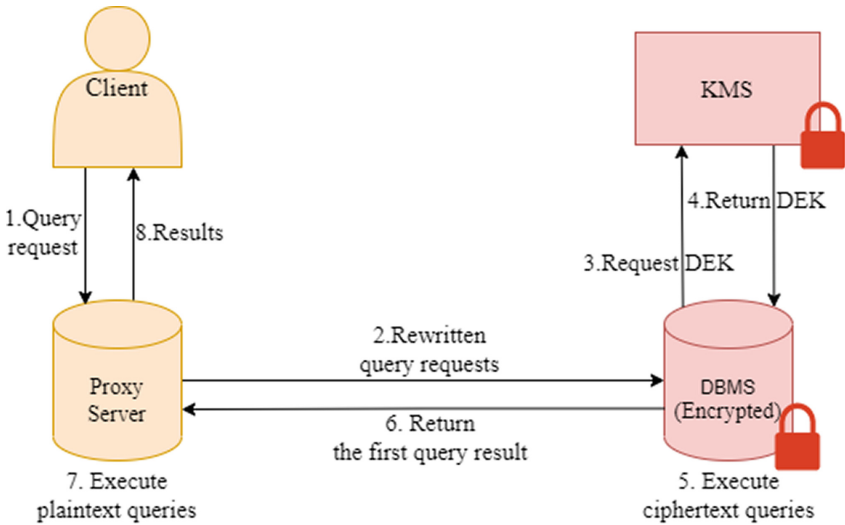 Client
KMS
1.Query
request
8.Results
4.Return DEK
3.Request DEK
2.Rewritten
query requests
Proxy
Server
DBMS
(Encrypted)
6. Return
the first query result
7. Execute
plaintext queries
5. Execute
ciphertext queries